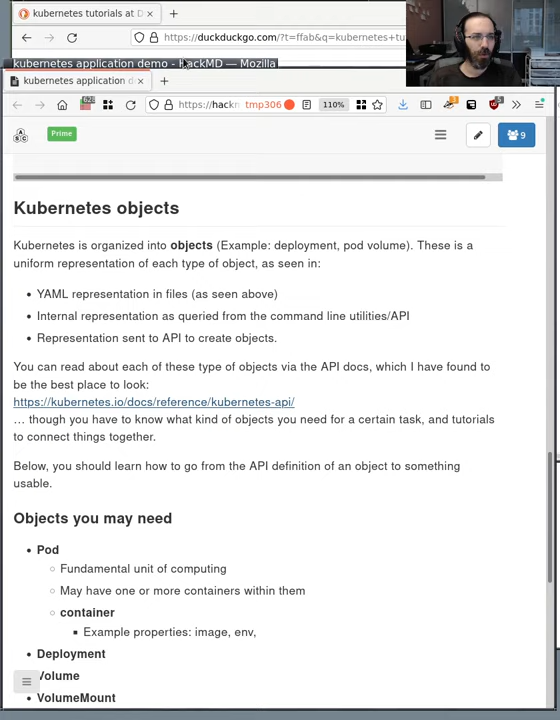 kubernetes tutorials at D
https://duckduckgo.com/?t=ffab&q=kubernetes+tu
kubernetes application demo - HackMD — Mozilla
kubernetes application d
https://hackm tmp306 110%
Prime
9
Kubernetes objects
Kubernetes is organized into objects (Example: deployment, pod volume). These is a
uniform representation of each type of object, as seen in:
• YAML representation in files (as seen above)
• Internal representation as queried from the command line utilities/API
• Representation sent to API to create objects.
You can read about each of these type of objects via the API docs, which I have found to
be the best place to look:
https://kubernetes.io/docs/reference/kubernetes-api/
… though you have to know what kind of objects you need for a certain task, and tutorials
to connect things together.
Below, you should learn how to go from the API definition of an object to something
usable.
Objects you may need
• Pod
○ Fundamental unit of computing
○ May have one or more containers within them
○ container
▪ Example properties: image, env,
• Deployment
Volume
• VolumeMount